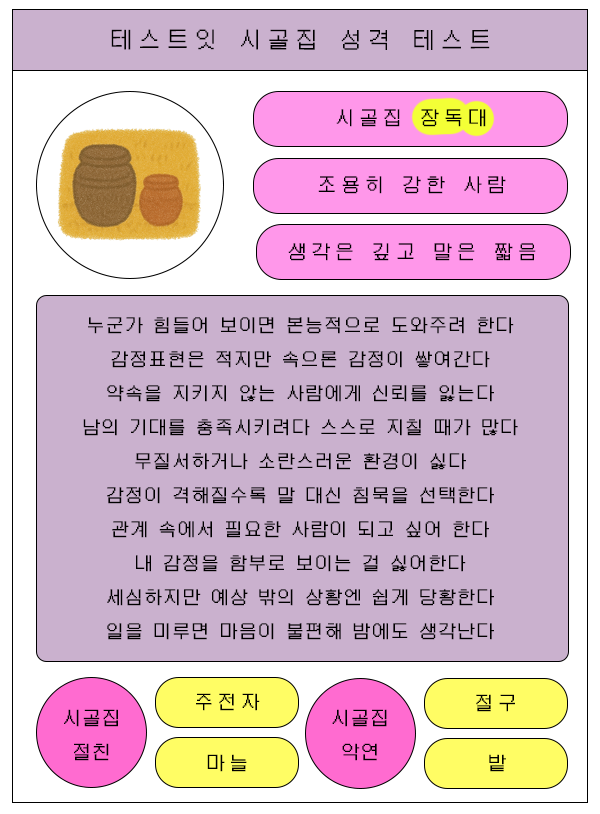 테스트잇 시골집 성격 테스트
시골집 장독대
조용히 강한 사람
생각은 깊고 말은 짧음
누군가 힘들어 보이면 본능적으로 도와주려 한다
감정표현은 적지만 속으론 감정이 쌓여간다
약속을 지키지 않는 사람에게 신뢰를 잃는다
남의 기대를 충족시키려다 스스로 지칠 때가 많다
무질서하거나 소란스러운 환경이 싫다
감정이 격해질수록 말 대신 침묵을 선택한다
관계 속에서 필요한 사람이 되고 싶어 한다
내 감정을 함부로 보이는 걸 싫어한다
세심하지만 예상 밖의 상황엔 쉽게 당황한다
일을 미루면 마음이 불편해 밤에도 생각난다
시골집
절친
주전자
마늘
시골집
악연
절구
밭